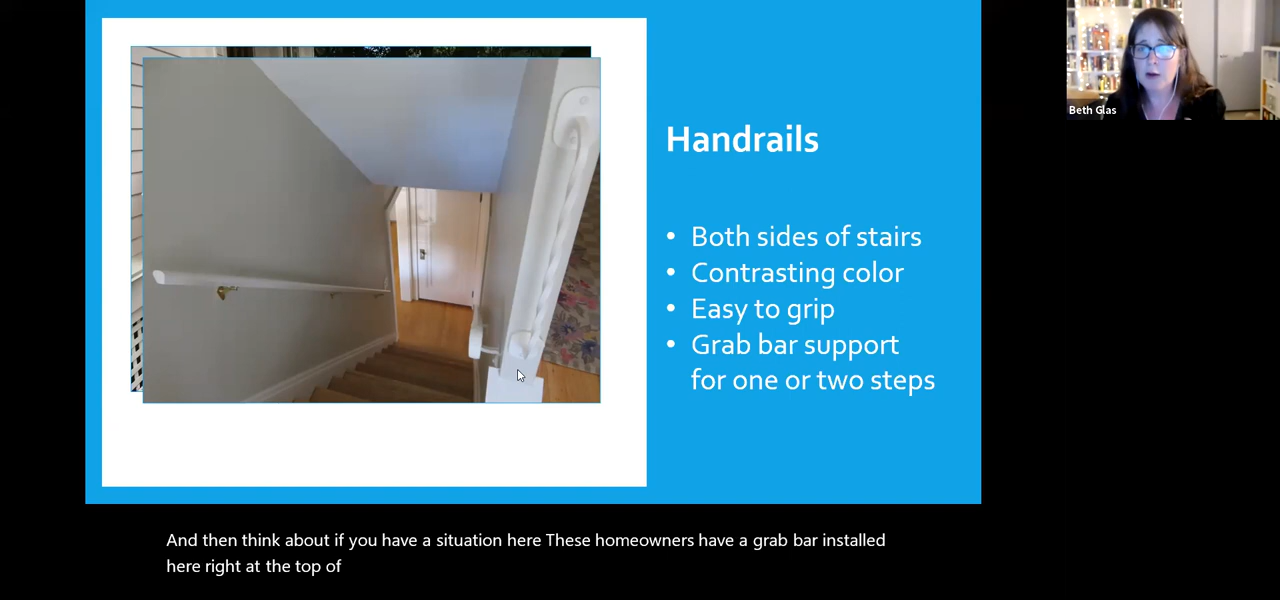 Handrails
• Both sides of stairs
• Contrasting color
• Easy to grip
• Grab bar support
for one or two steps
Beth Glas
And then think about if you have a situation here These homeowners have a grab bar installed
here right at the top of